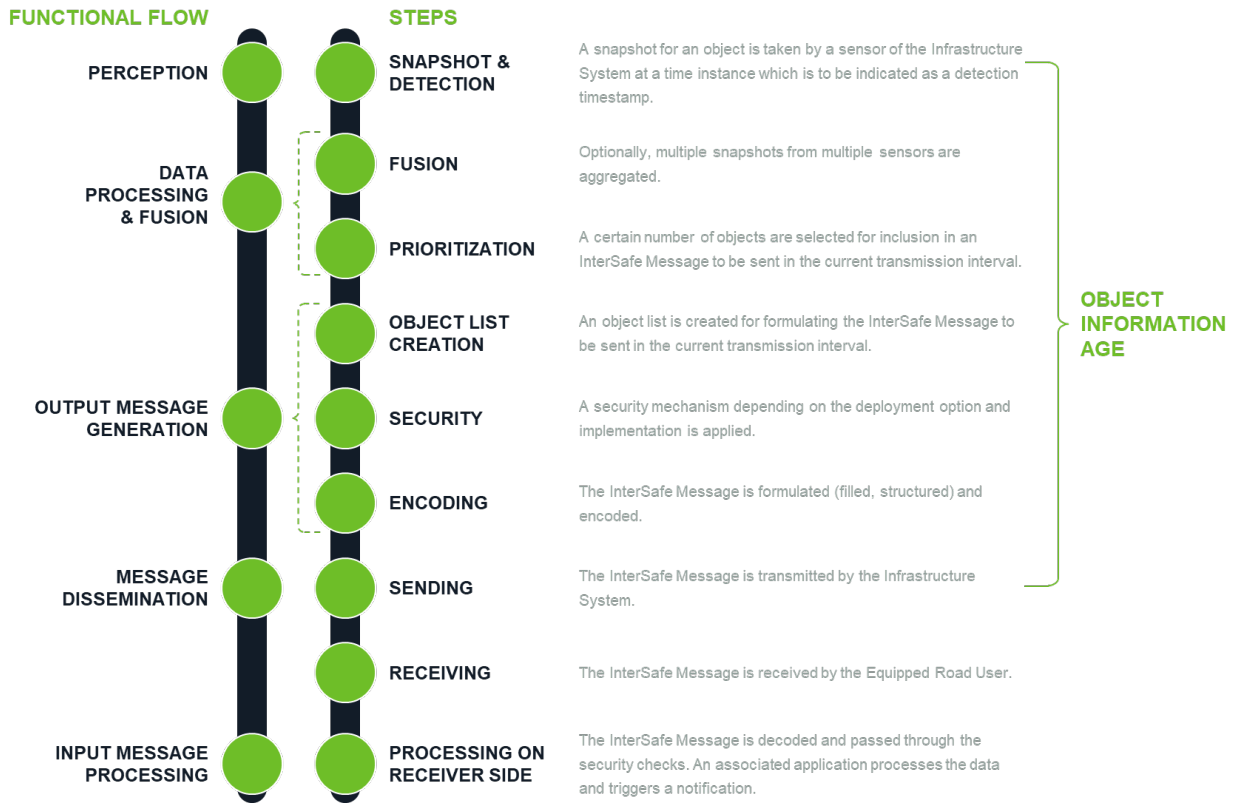 FUNCTIONAL FLOW
STEPS
PERCEPTION
SNAPSHOT &
DETECTION
A snapshot for an object is taken by a sensor of the Infrastructure
System at a time instance which is to be indicated as a detection
timestamp.
DATA
PROCESSING
& FUSION
FUSION
Optionally, multiple snapshots from multiple sensors are
aggregated.
PRIORITIZATION
A certain number of objects are selected for inclusion in an
InterSafe Message to be sent in the current transmission interval.
OBJECT LIST
CREATION
An object list is created for formulating the InterSafe Message to
be sent in the current transmission interval.
OBJECT
INFORMATION
AGE
OUTPUT MESSAGE
GENERATION
SECURITY
A security mechanism depending on the deployment option and
implementation is applied.
ENCODING
The InterSafe Message is formulated (filled, structured) and
encoded.
MESSAGE
DISSEMINATION
SENDING
The InterSafe Message is transmitted by the Infrastructure
System.
RECEIVING
The InterSafe Message is received by the Equipped Road User.
INPUT MESSAGE
PROCESSING
PROCESSING ON
RECEIVER SIDE
The InterSafe Message is decoded and passed through the
security checks. An associated application processes the data
and triggers a notification.